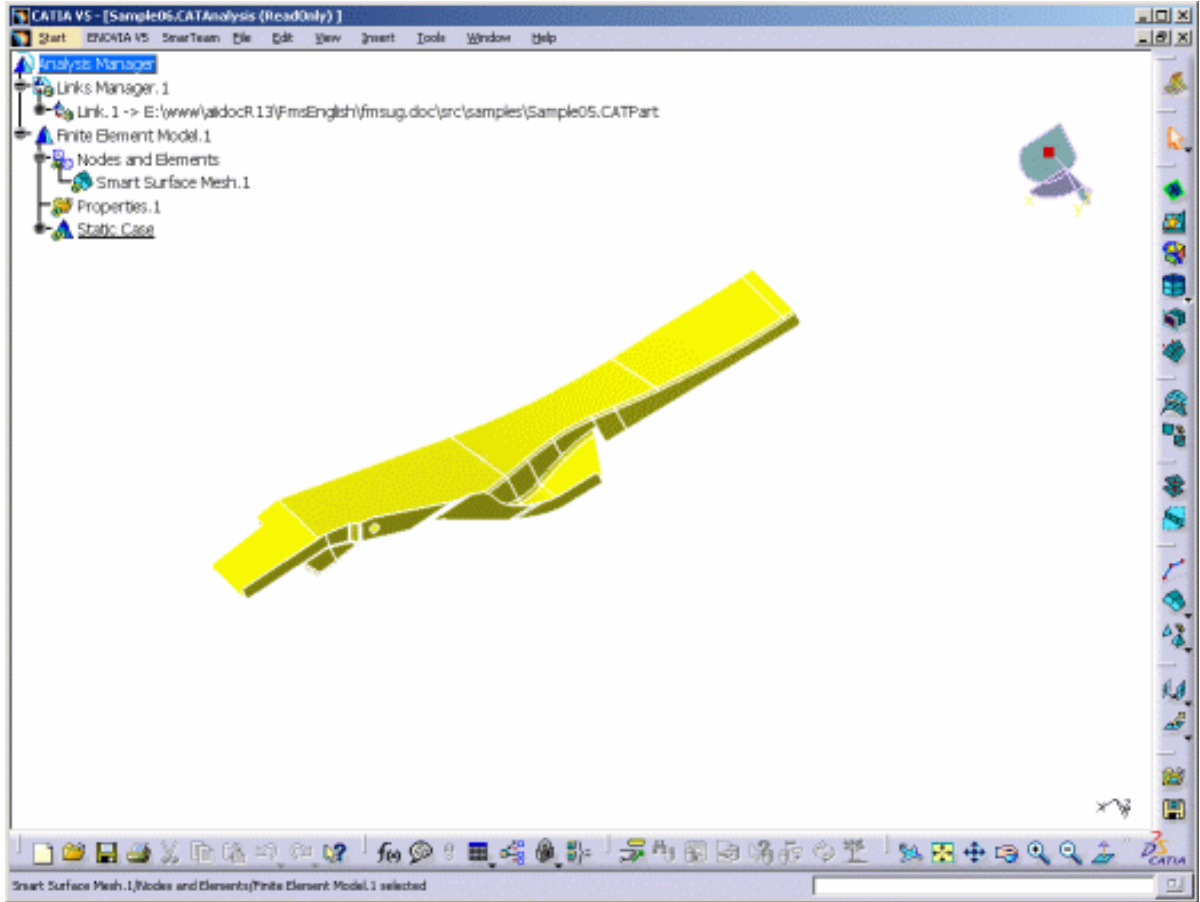 CATIA V5 - [Sample06.CATAnalysis (ReadOnly) ]
Start ENOVIA V5 SmarTeam File Edit View Insert Tools Window Help
Analysis Manager
Links Manager.1
Link.1 -> E:\www\aidocR13\FmsEnglish\fmsug.doc\src\samples\Sample05.CATPart
Finite Element Model.1
Nodes and Elements
Smart Surface Mesh.1
Properties.1
Static Case
x
y
f(x)
CATIA
Smart Surface Mesh.1/Nodes and Elements/Finite Element Model.1 selected